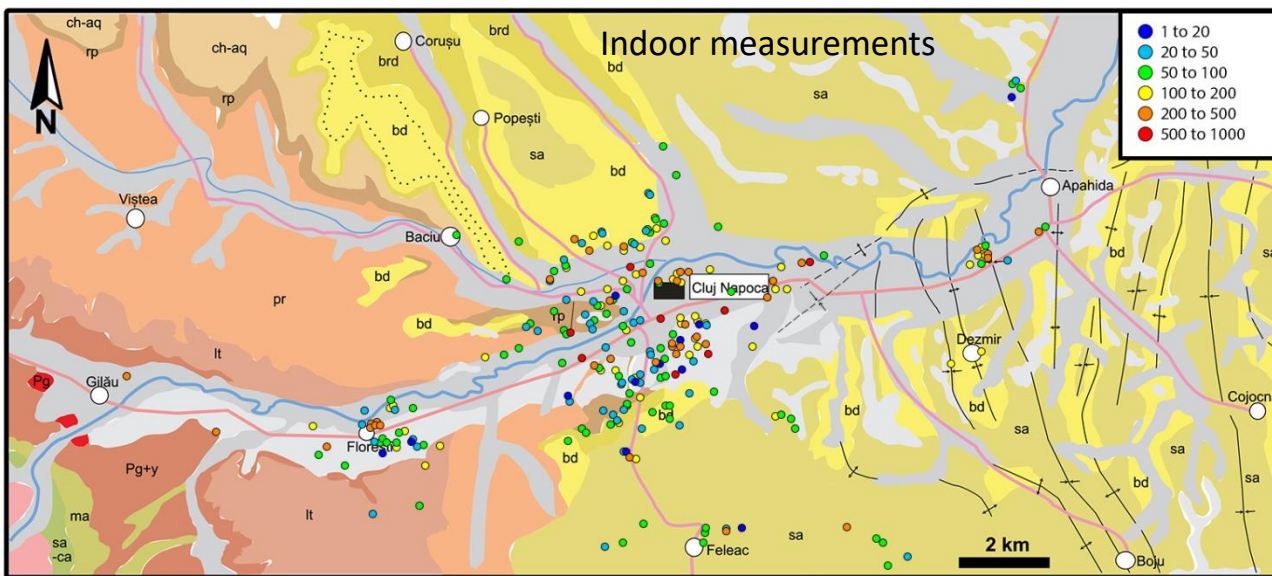 Indoor measurements
1 to 20
20 to 50
50 to 100
100 to 200
200 to 500
500 to 1000
N
ch-aq
rp
ch-aq
rp
Corușu
brd
brd
bd
bd
bd
sa
Popești
sa
bd
Viștea
Baciu
Apahida
bd
sa
pr
bd
bd
rp
Cluj Napoca
lt
Pg
Gilău
Dezmir
bd
bd
bd
Cojocn
Florești
sa
sa
Pg+y
bd
bd
lt
ma
sa
sa
-ca
sa
Feleac
2 km
Boju